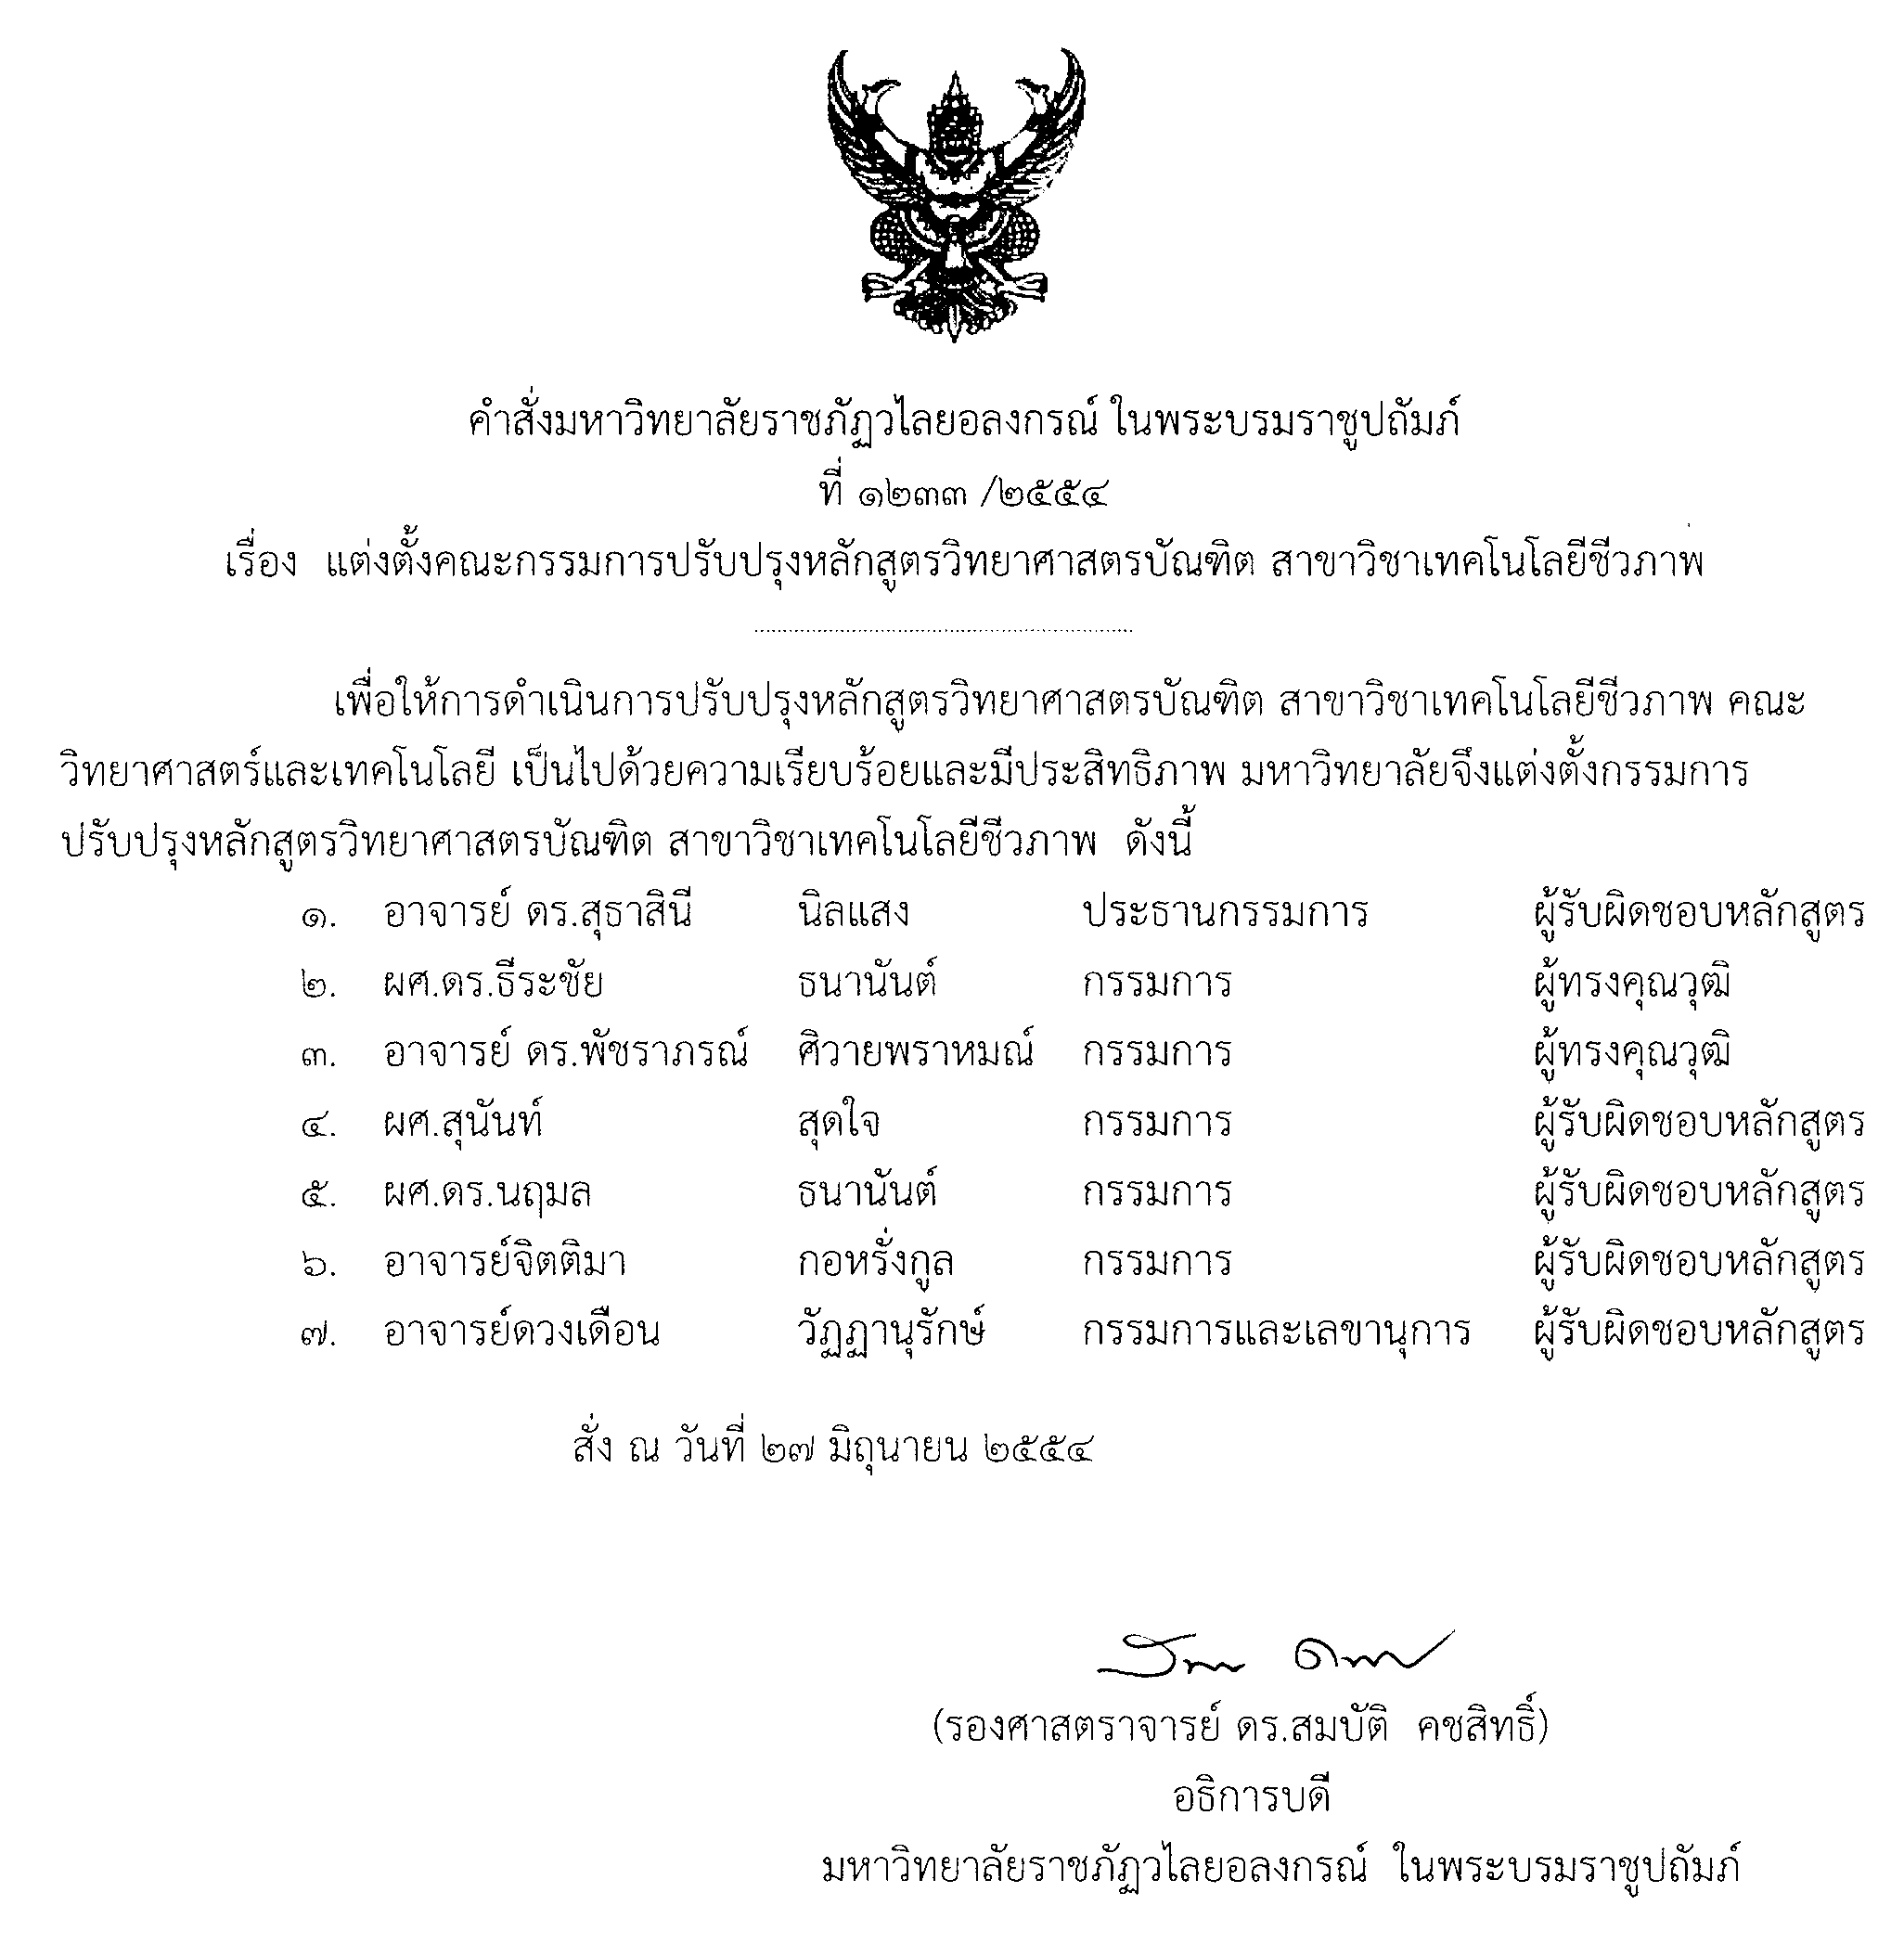 คำสั่งมหาวิทยาลัยราชภัฏวไลยอลงกรณ์ ในพระบรมราชูปถัมภ์
ที่ ๑๒๓๓ /๒๕๕๔
เรื่อง แต่งตั้งคณะกรรมการปรับปรุงหลักสูตรวิทยาศาสตรบัณฑิต สาขาวิชาเทคโนโลยีชีวภาพ
เพื่อให้การดำเนินการปรับปรุงหลักสูตรวิทยาศาสตรบัณฑิต สาขาวิชาเทคโนโลยีชีวภาพ คณะ
วิทยาศาสตร์และเทคโนโลยี เป็นไปด้วยความเรียบร้อยและมีประสิทธิภาพ มหาวิทยาลัยจึงแต่งตั้งกรรมการ
ปรับปรุงหลักสูตรวิทยาศาสตรบัณฑิต สาขาวิชาเทคโนโลยีชีวภาพ ดังนี้
๑. อาจารย์ ดร.สุธาสินี นิลแสง ประธานกรรมการ ผู้รับผิดชอบหลักสูตร
๒. ผศ.ดร.ธีระชัย ธนานันต์ กรรมการ ผู้ทรงคุณวุฒิ
๓. อาจารย์ ดร.พัชราภรณ์ ศิวายพราหมณ์ กรรมการ ผู้ทรงคุณวุฒิ
๔. ผศ.สุนันท์ สุดใจ กรรมการ ผู้รับผิดชอบหลักสูตร
๕. ผศ.ดร.นฤมล ธนานันต์ กรรมการ ผู้รับผิดชอบหลักสูตร
๖. อาจารย์จิตติมา กอหรั่งกูล กรรมการ ผู้รับผิดชอบหลักสูตร
๗. อาจารย์ดวงเดือน วัฏฏานุรักษ์ กรรมการและเลขานุการ ผู้รับผิดชอบหลักสูตร
สั่ง ณ วันที่ ๒๗ มิถุนายน ๒๕๕๔
(รองศาสตราจารย์ ดร.สมบัติ คชสิทธิ์)
อธิการบดี
มหาวิทยาลัยราชภัฏวไลยอลงกรณ์ ในพระบรมราชูปถัมภ์